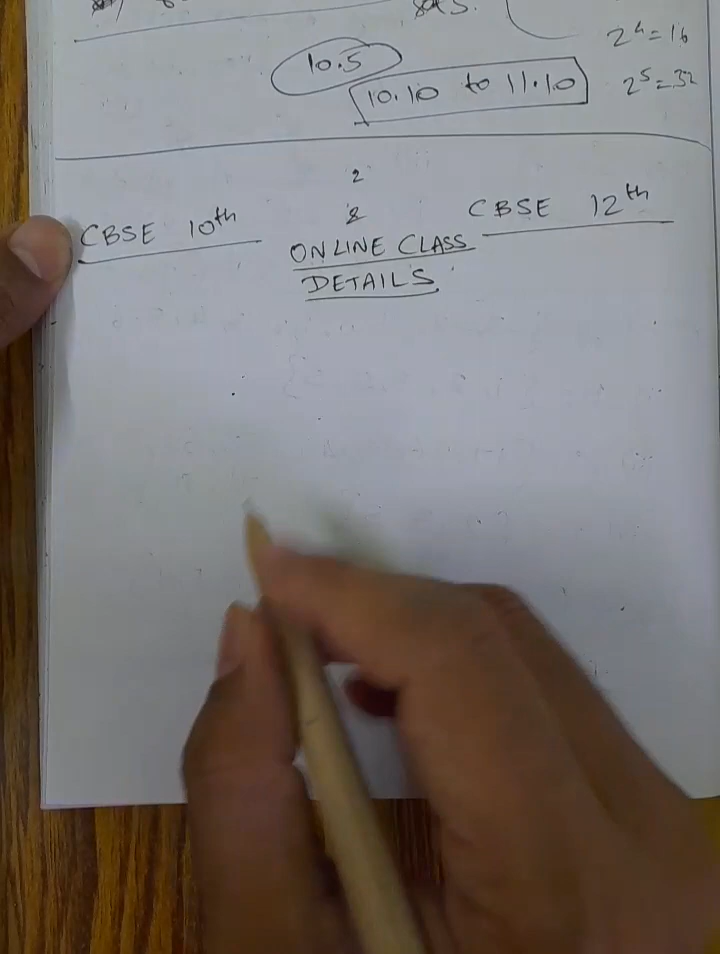 2⁴=16
10.5
2⁵=32
10.10 to 11.10
2
&
CBSE 10th
CBSE 12th
ONLINE CLASS
DETAILS